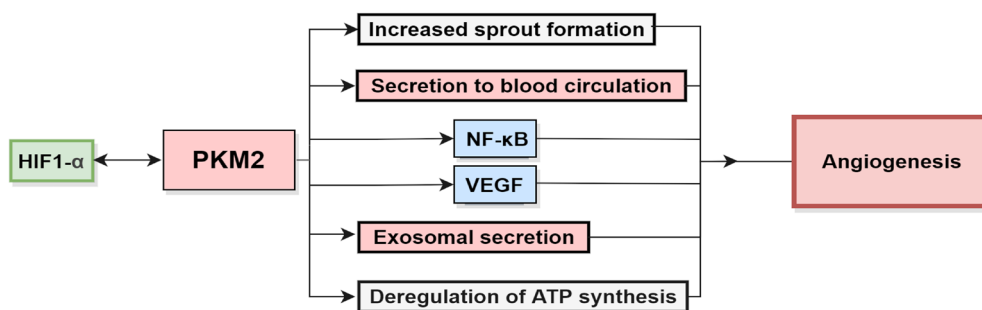 Increased sprout formation
Secretion to blood circulation
HIF1-α
PKM2
NF-κB
VEGF
Angiogenesis
Exosomal secretion
Deregulation of ATP synthesis